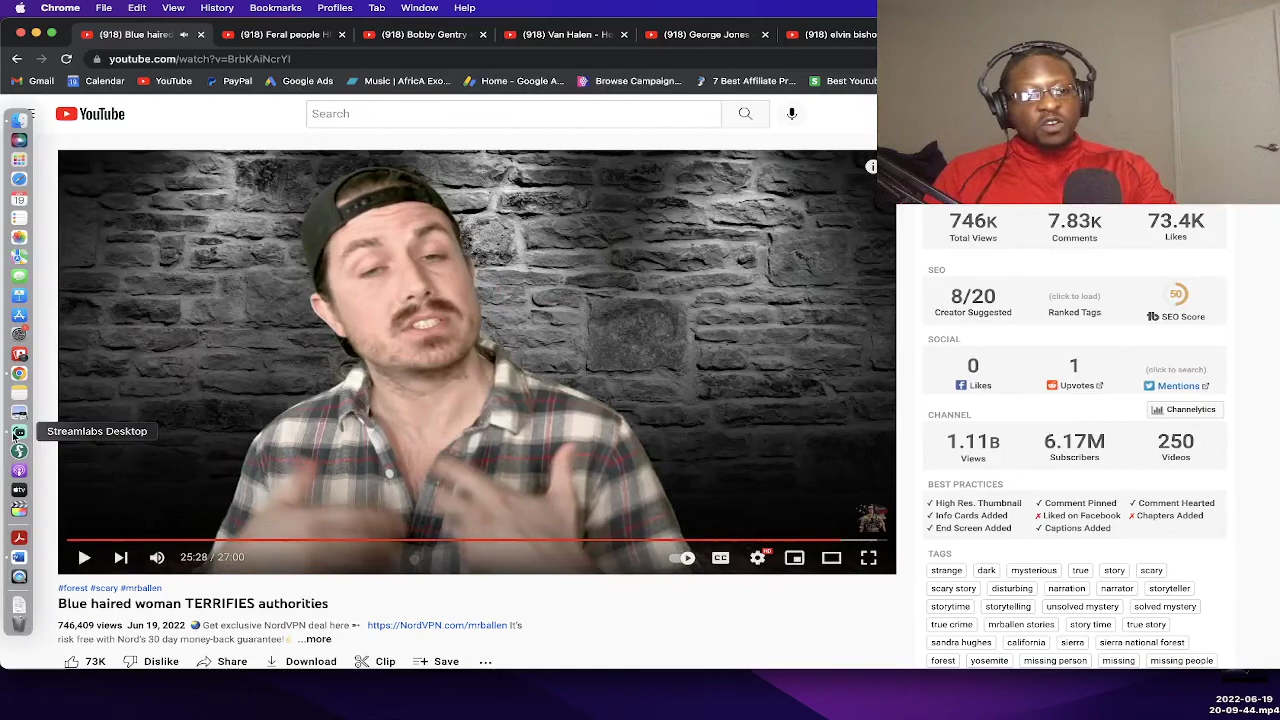 Chrome File Edit View History Bookmarks Profiles Tab Window Help
(918) Blue haired (918) Feral people H (918) Bobby Gentry - (918) Van Halen - Ho (918) George Jones (918) elvin bisho
youtube.com/watch?v=BrbKAiNcrYI
Gmail Calendar YouTube PayPal Google Ads Music | AfricA Exo... Home - Google A... Browse Campaign... 7 Best Affiliate Pr... Best Youtub
YouTube
Search
746K 7.83K 73.4K
Total Views Comments Likes
SEO
8/20 (click to load) 50
Creator Suggested Ranked Tags tb SEO Score
SOCIAL
0 1 (click to search)
Likes Upvotes Mentions
CHANNEL Channelytics
1.11B 6.17M 250
Views Subscribers Videos
BEST PRACTICES
✓ High Res. Thumbnail ✓ Comment Pinned ✓ Comment Hearted
✓ Info Cards Added ✗ Liked on Facebook ✗ Chapters Added
✓ End Screen Added ✓ Captions Added
TAGS
strange dark mysterious true story scary
scary story disturbing narration narrator storyteller
storytime storytelling unsolved mystery solved mystery
true crime mrballen stories story time true story
sandra hughes california sierra sierra national forest
forest yosemite missing person missing missing people
19
Streamlabs Desktop
tv
25:28 / 27:00
CC
HD
#forest #scary #mrballen
Blue haired woman TERRIFIES authorities
746,409 views Jun 19, 2022 Get exclusive NordVPN deal here ➵ https://NordVPN.com/mrballen It's
risk free with Nord's 30 day money-back guarantee! ...more
73K Dislike Share Download Clip Save ...
2022-06-19
20-09-44.mp4